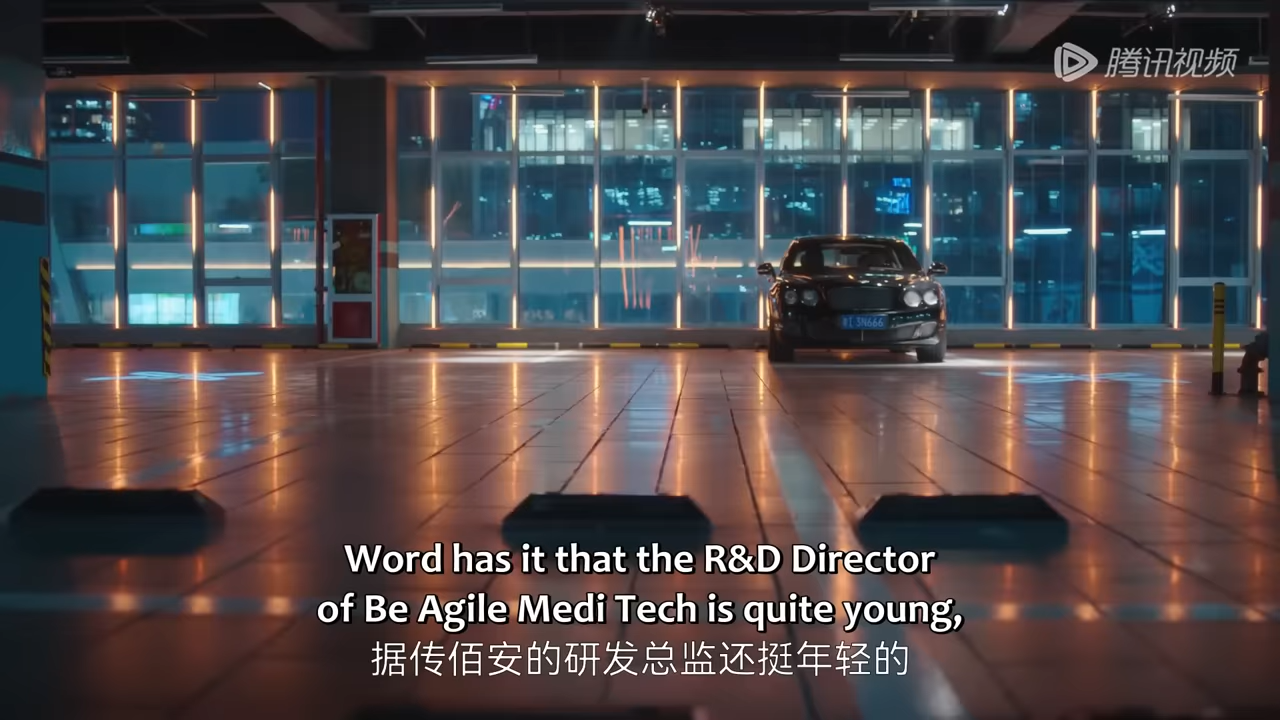 腾讯视频
Word has it that the R&D Director
of Be Agile Medi Tech is quite young,
据传佰安的研发总监还挺年轻的